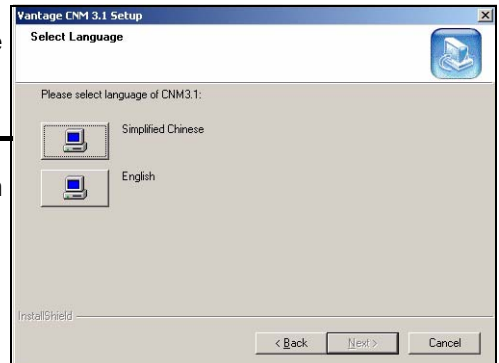 Vantage CNM 3.1 Setup
Select Language
Please select language of CNM3.1:
Simplified Chinese
English
InstallShield
< Back Next > Cancel